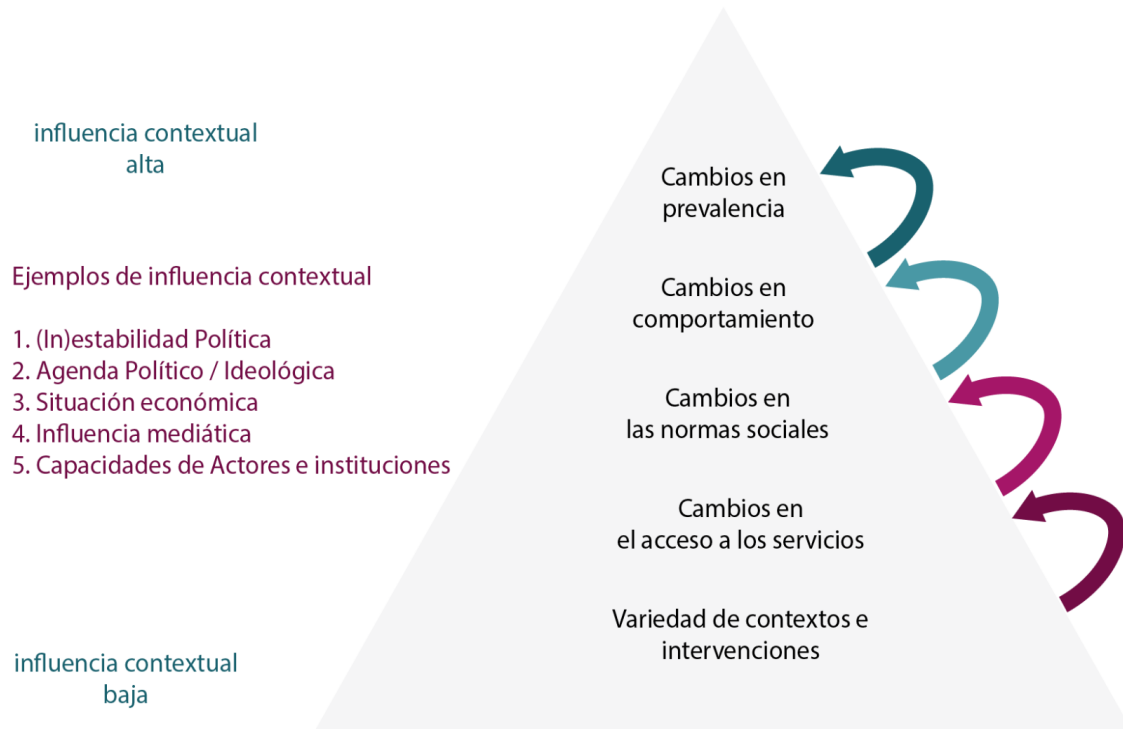 influencia contextual
alta
Ejemplos de influencia contextual
1. (In)estabilidad Política
2. Agenda Político / Ideológica
3. Situación económica
4. Influencia mediática
5. Capacidades de Actores e instituciones
influencia contextual
baja
Cambios en
prevalencia
Cambios en
comportamiento
Cambios en
las normas sociales
Cambios en
el acceso a los servicios
Variedad de contextos e
intervenciones